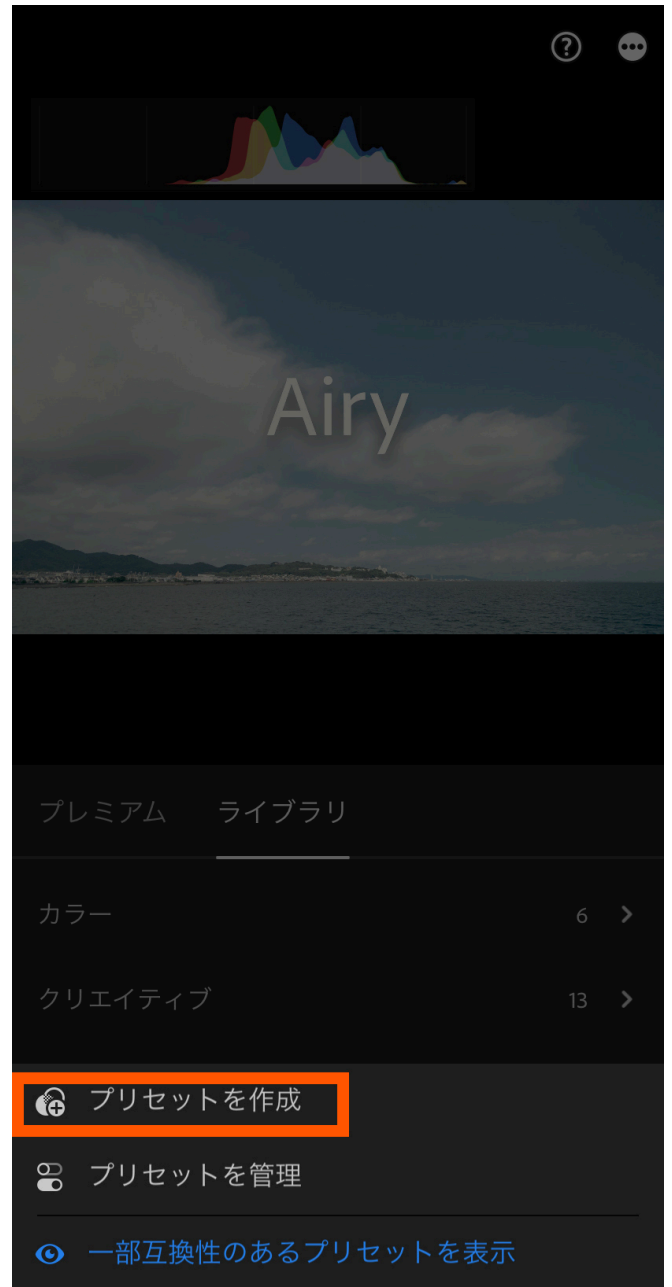 Airy
プレミアム ライブラリ
カラー 6
クリエイティブ 13
プリセットを作成
プリセットを管理
一部互換性のあるプリセットを表示